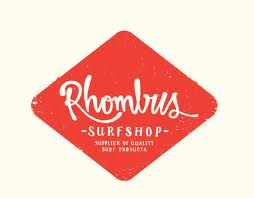 Rhombus
-SURFSHOP-
SUPPLIER OF QUALITY
SURF PRODUCTS